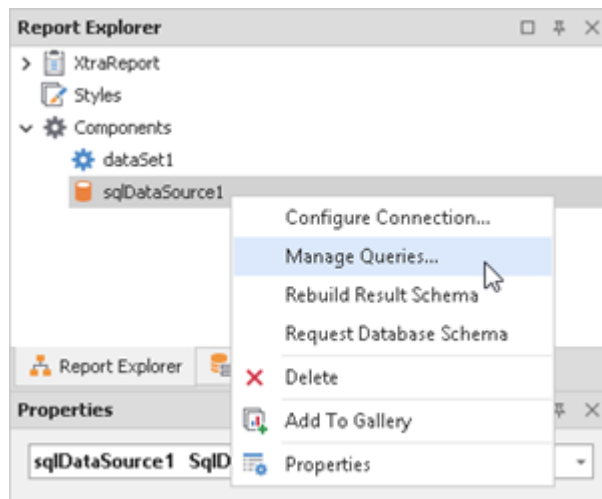 Report Explorer
XtraReport
Styles
Components
dataSet1
sqlDataSource1
Configure Connection...
Manage Queries...
Rebuild Result Schema
Request Database Schema
Report Explorer
Delete
Properties
Add To Gallery
sqlDataSource1 SqlD
Properties